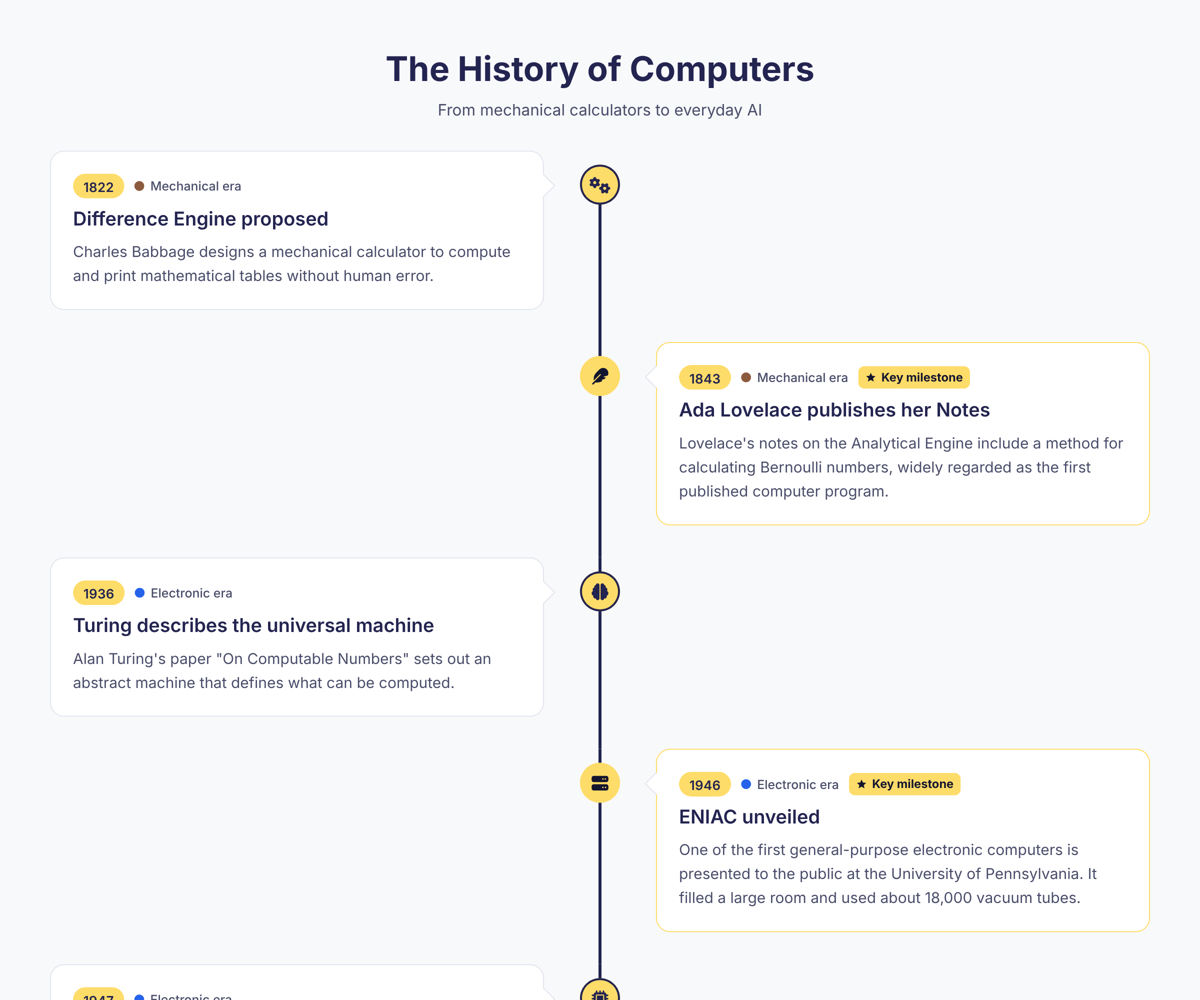 The History of Computers
From mechanical calculators to everyday AI
1822 Mechanical era
Difference Engine proposed
Charles Babbage designs a mechanical calculator to compute
and print mathematical tables without human error.
1843 Mechanical era Key milestone
Ada Lovelace publishes her Notes
Lovelace's notes on the Analytical Engine include a method for
calculating Bernoulli numbers, widely regarded as the first
published computer program.
1936 Electronic era
Turing describes the universal machine
Alan Turing's paper "On Computable Numbers" sets out an
abstract machine that defines what can be computed.
1946 Electronic era Key milestone
ENIAC unveiled
One of the first general-purpose electronic computers is
presented to the public at the University of Pennsylvania. It
filled a large room and used about 18,000 vacuum tubes.
1947 Electronic era